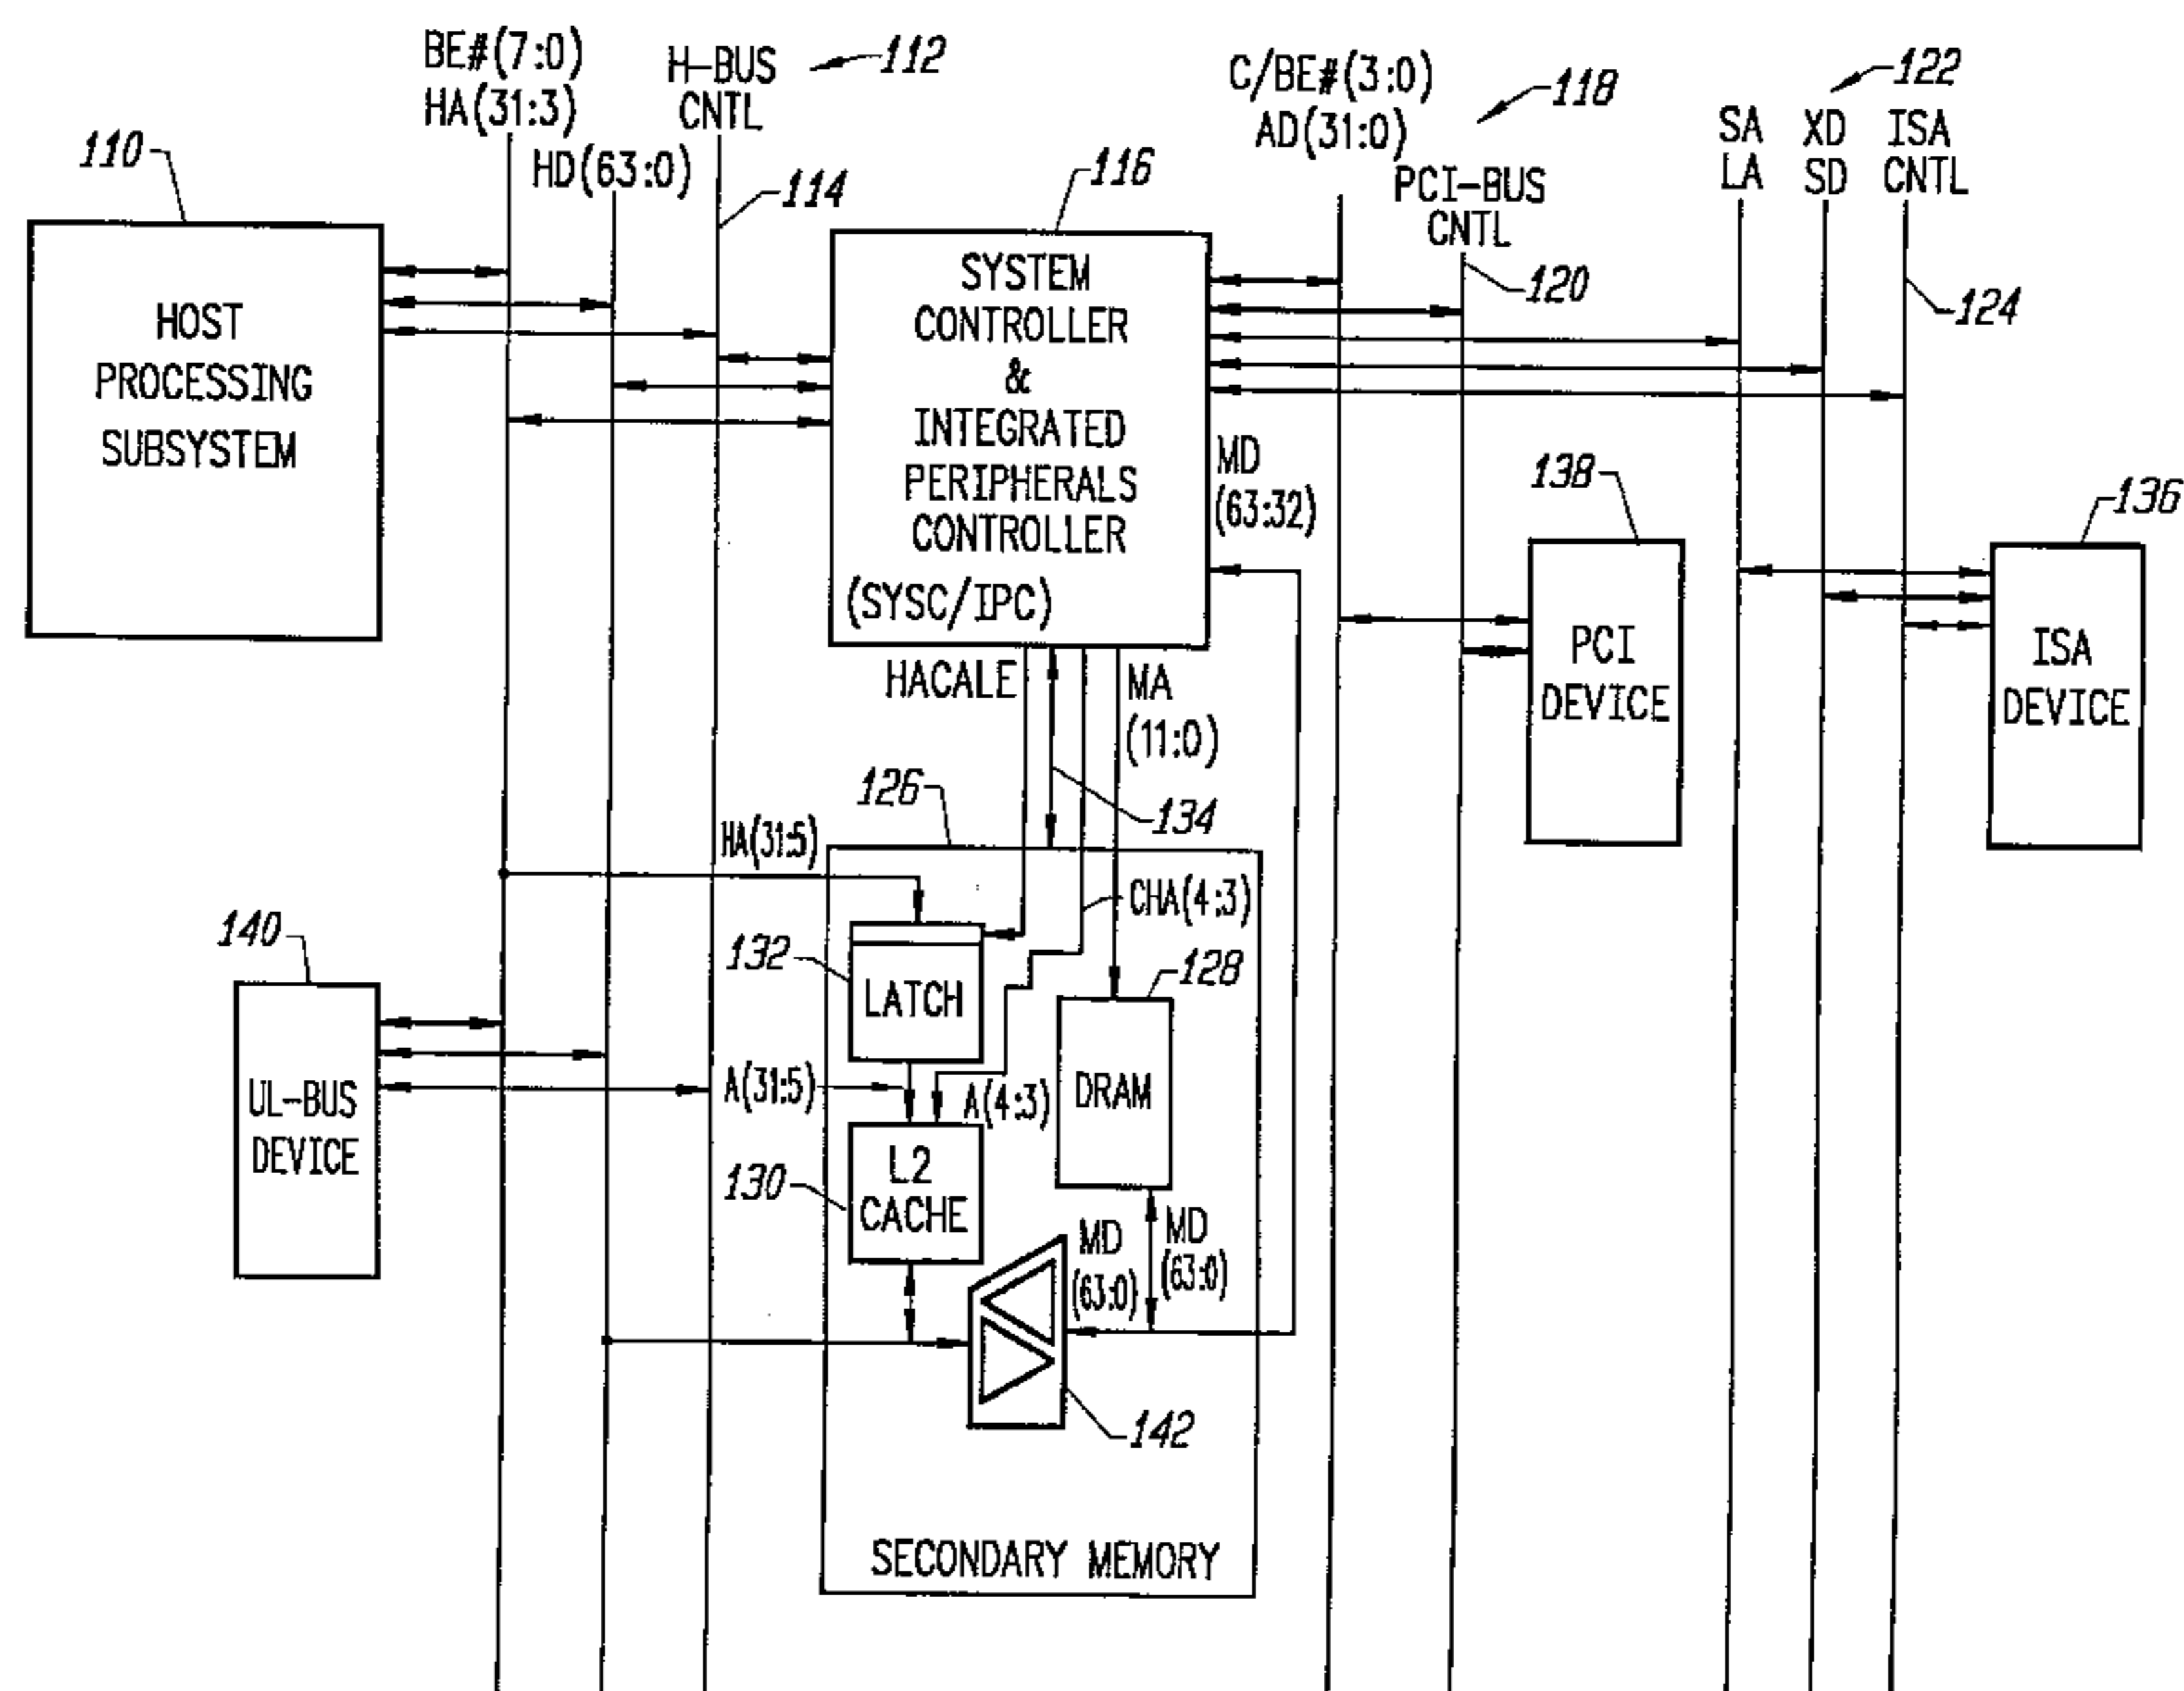 BE#(7:0)
HA(31:3)
HD(63:0)
H-BUS
CNTL
112
114
C/BE#(3:0)
AD(31:0)
118
PCI-BUS
CNTL
120
SA
LA
XD
SD
ISA
CNTL
122
124
110
HOST
PROCESSING
SUBSYSTEM
116
SYSTEM
CONTROLLER
&
INTEGRATED
PERIPHERALS
CONTROLLER
(SYSC/IPC)
MD
(63:32)
138
PCI
DEVICE
136
ISA
DEVICE
HACALE
MA
(11:0)
134
126
HA(31:5)
CHA(4:3)
132
LATCH
128
DRAM
140
UL-BUS
DEVICE
A(31:5)
A(4:3)
130
L2
CACHE
MD
(63:0)
MD
(63:0)
142
SECONDARY MEMORY